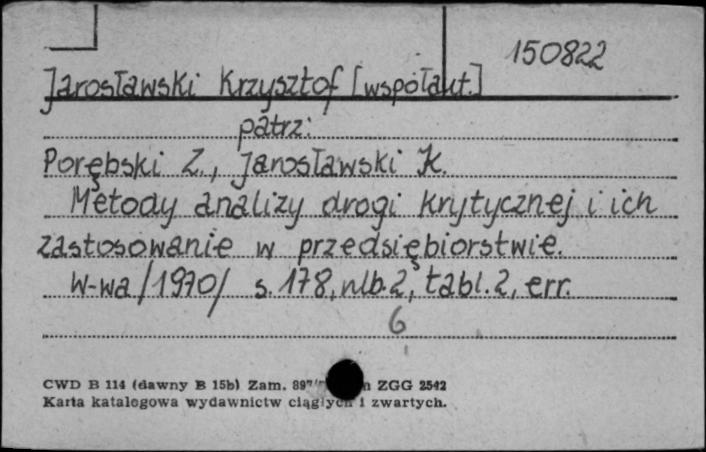 150822
Jarosławski Krzysztof [współaut.]
patrz:
Porębski Z., Jarosławski K.
Metody analizy drogi krytycznej i ich
zastosowanie w przedsiębiorstwie.
W-wa /1970/ s. 178, nlb. 2, tabl. 2, err.
6
CWD B 114 (dawny B 15b) Zam. ZGG 2542
Karta katalogowa wydawnictw ciągłych i zwartych.